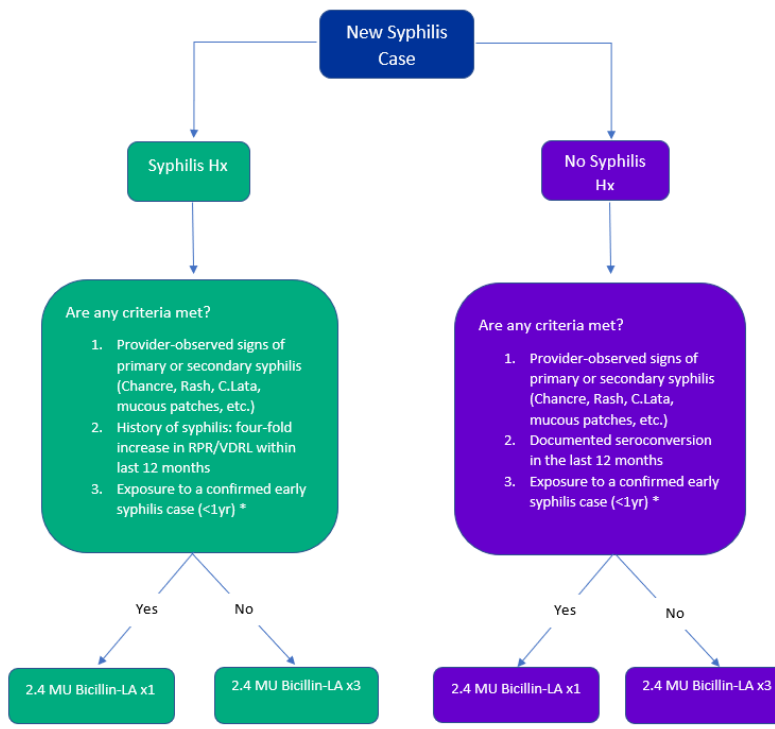 New Syphilis
Case
Syphilis Hx
No Syphilis
Hx
Are any criteria met?
1. Provider-observed signs of
primary or secondary syphilis
(Chancre, Rash, C.Lata,
mucous patches, etc.)
2. History of syphilis: four-fold
increase in RPR/VDRL within
last 12 months
3. Exposure to a confirmed early
syphilis case (<1yr) *
Are any criteria met?
1. Provider-observed signs of
primary or secondary syphilis
(Chancre, Rash, C.Lata,
mucous patches, etc.)
2. Documented seroconversion
in the last 12 months
3. Exposure to a confirmed early
syphilis case (<1yr) *
Yes
No
Yes
No
2.4 MU Bicillin-LA x1
2.4 MU Bicillin-LA x3
2.4 MU Bicillin-LA x1
2.4 MU Bicillin-LA x3